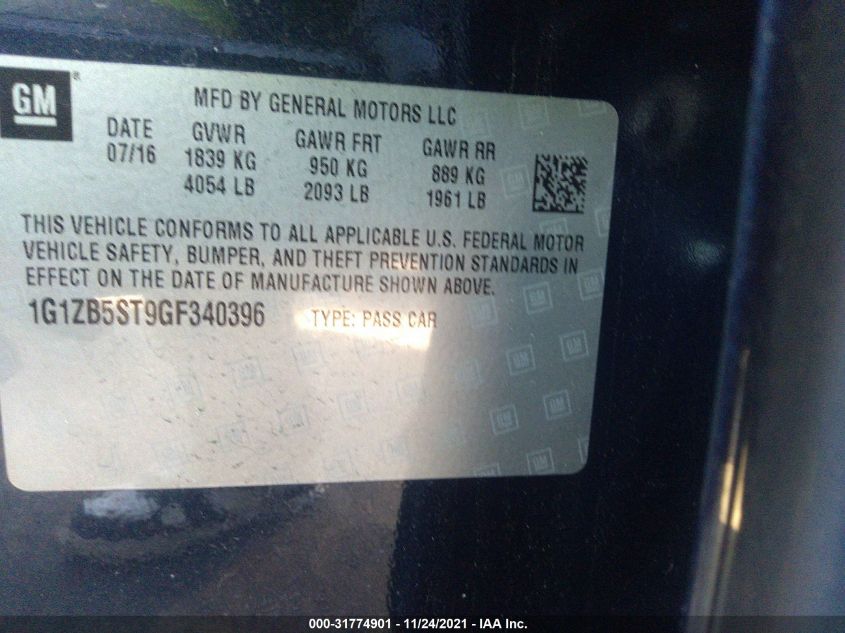 GM®
MFD BY GENERAL MOTORS LLC
DATE GVWR GAWR FRT GAWR RR
07/16 1839 KG 950 KG 889 KG
4054 LB 2093 LB 1961 LB
THIS VEHICLE CONFORMS TO ALL APPLICABLE U.S. FEDERAL MOTOR
VEHICLE SAFETY, BUMPER, AND THEFT PREVENTION STANDARDS IN
EFFECT ON THE DATE OF MANUFACTURE SHOWN ABOVE.
1G1ZB5ST9GF340396 TYPE: PASS CAR
000-31774901 - 11/24/2021 - IAA Inc.